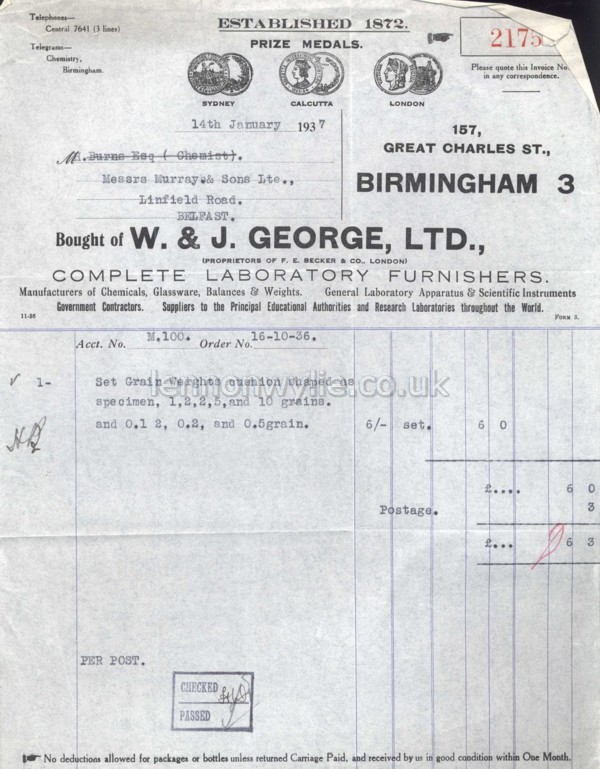 Telephones—
Central 7641 (3 lines)
Telegrams—
Chemistry,
Birmingham.
ESTABLISHED 1872.
PRIZE MEDALS.
SYDNEY CALCUTTA LONDON
2175
Please quote this Invoice No.
in any correspondence.
14th January 1937
M.Burns Esq (Chemist).
Messrs Murray & Sons Lte.,
Linfield Road.
BELFAST.
157,
GREAT CHARLES ST.,
BIRMINGHAM 3
Bought of W. & J. GEORGE, LTD.,
(PROPRIETORS OF F. E. BECKER & CO., LONDON)
COMPLETE LABORATORY FURNISHERS.
Manufacturers of Chemicals, Glassware, Balances & Weights. General Laboratory Apparatus & Scientific Instruments
Government Contractors. Suppliers to the Principal Educational Authorities and Research Laboratories throughout the World.
11-36 FORM 3.
Acct. No. M.100. Order No. 16-10-36.
1- Set Grain Weights cushion shaped as
lemonwylie.co.uk
specimen, 1,2,2,5,and 10 grains.
and 0.1 2, 0.2, and 0.5grain. 6/- set. 6 0
£.... 6 0
Postage. 3
£... 6 3
PER POST.
CHECKED
PASSED
No deductions allowed for packages or bottles unless returned Carriage Paid, and received by us in good condition within One Month.